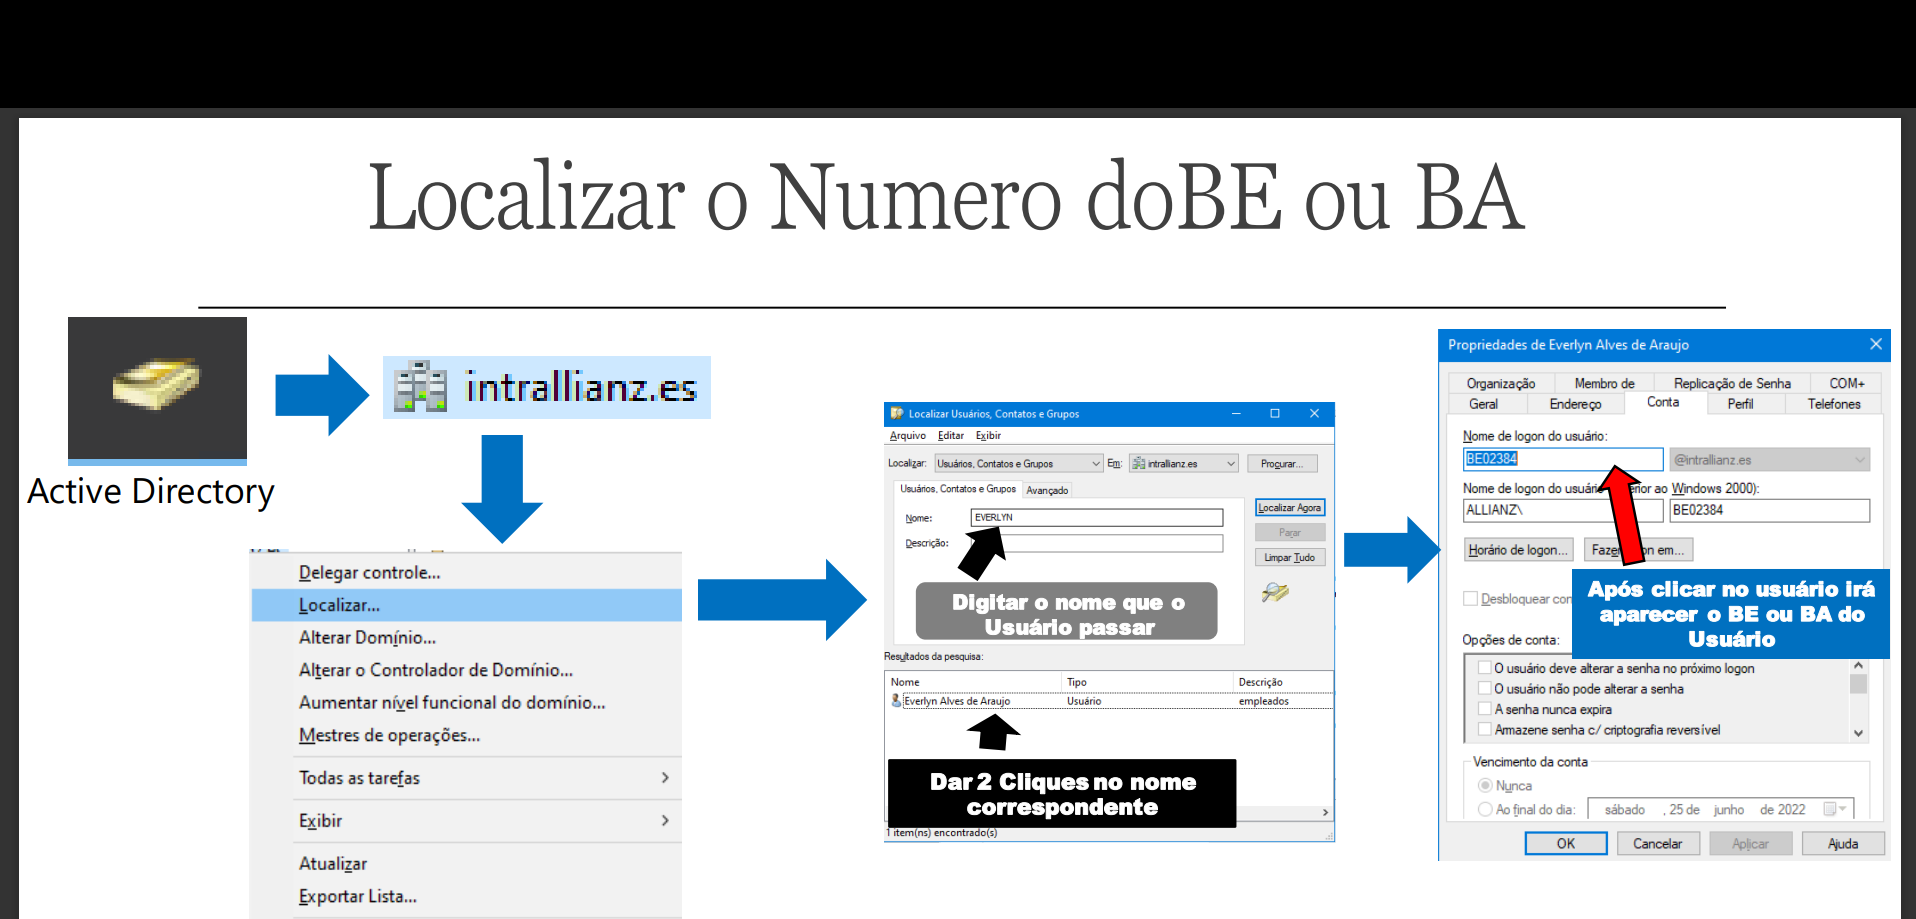 Localizar o Numero doBE ou BA
Active Directory
intrallianz.es
Delegar controle...
Localizar...
Alterar Domínio...
Alterar o Controlador de Domínio...
Aumentar nível funcional do domínio...
Mestres de operações...
Todas as tarefas
Exibir
Atualizar
Exportar Lista...
Localizar Usuários, Contatos e Grupos
Arquivo Editar Exibir
Localizar: Usuários, Contatos e Grupos Em: intrallianz.es Procurar...
Usuários, Contatos e Grupos Avançado
Nome: EVERLYN
Descrição:
Localizar Agora
Parar
Limpar Tudo
Digitar o nome que o
Usuário passar
Resultados da pesquisa:
Nome Tipo Descrição
Everlyn Alves de Araujo Usuário empleados
Dar 2 Cliques no nome
correspondente
1 item(ns) encontrado(s)
Propriedades de Everlyn Alves de Araujo
Organização Membro de Replicação de Senha COM+
Geral Endereço Conta Perfil Telefones
Nome de logon do usuário:
BE02384 @intrallianz.es
Nome de logon do usuário rior ao Windows 2000):
ALLIANZ\ BE02384
Horário de logon... Faze on em...
Desbloquear con
Após clicar no usuário irá
aparecer o BE ou BA do
Usuário
Opções de conta:
O usuário deve alterar a senha no próximo logon
O usuário não pode alterar a senha
A senha nunca expira
Armazene senha c/ criptografia reversível
Vencimento da conta
Nunca
Ao final do dia: sábado , 25 de junho de 2022
OK Cancelar Aplicar Ajuda